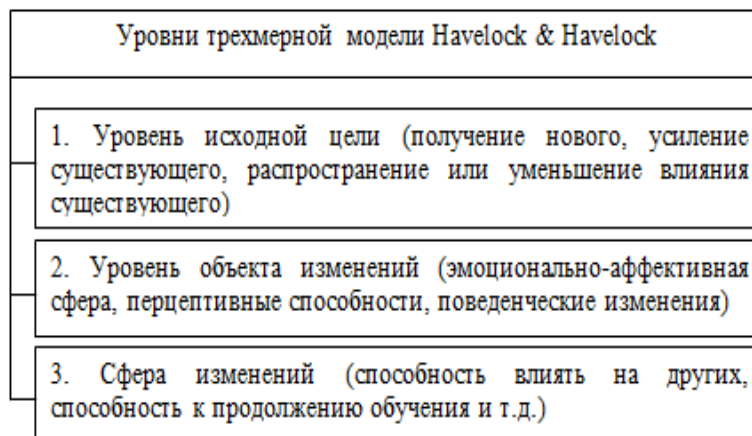 Уровни трехмерной модели Havelock & Havelock
1. Уровень исходной цели (получение нового, усиление
существующего, распространение или уменьшение влияния
существующего)
2. Уровень объекта изменений (эмоционально-аффективная
сфера, перцептивные способности, поведенческие изменения)
3. Сфера изменений (способность влиять на других,
способность к продолжению обучения и т.д.)